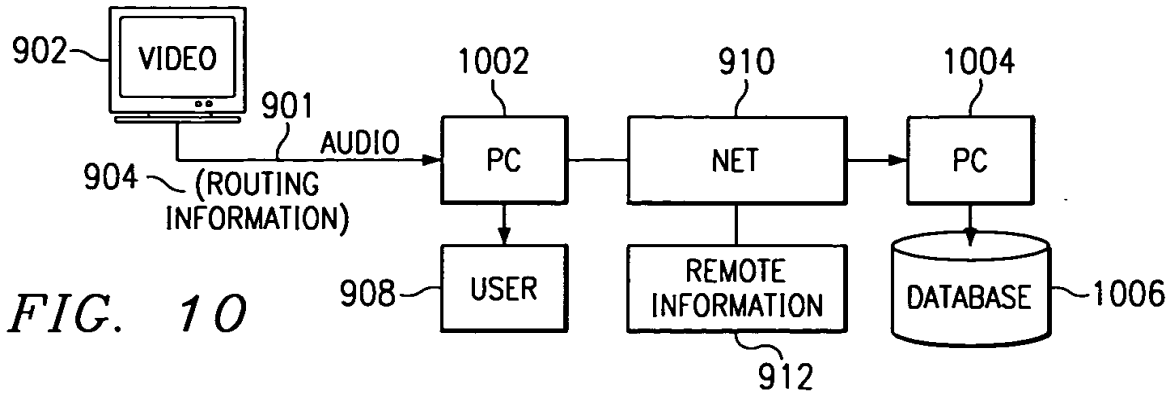 902
VIDEO
901
AUDIO
904
(ROUTING
INFORMATION)
1002
PC
910
NET
1004
PC
908
USER
REMOTE
INFORMATION
912
DATABASE
1006
FIG. 10